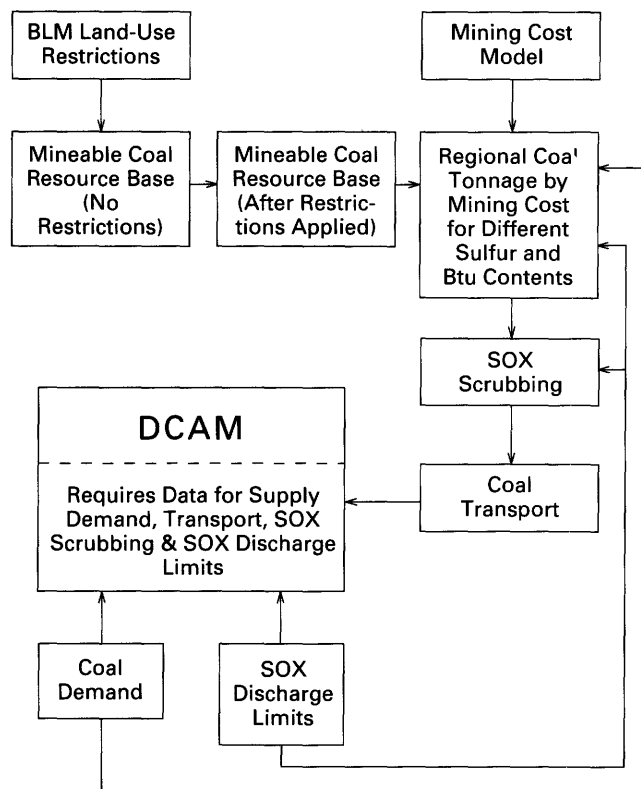 BLM Land-Use
Restrictions
Mining Cost
Model
Mineable Coal
Resource Base
(No
Restrictions)
Mineable Coal
Resource Base
(After Restric-
tions Applied)
Regional Coal
Tonnage by
Mining Cost
for Different
Sulfur and
Btu Contents
SOX
Scrubbing
DCAM
Requires Data for Supply
Demand, Transport, SOX
Scrubbing & SOX Discharge
Limits
Coal
Transport
Coal
Demand
SOX
Discharge
Limits